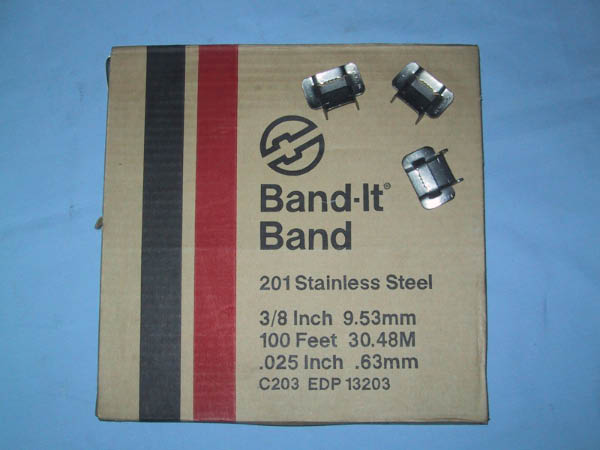 Band-It®
Band
201 Stainless Steel
3/8 Inch 9.53mm
100 Feet 30.48M
.025 Inch .63mm
C203 EDP 13203